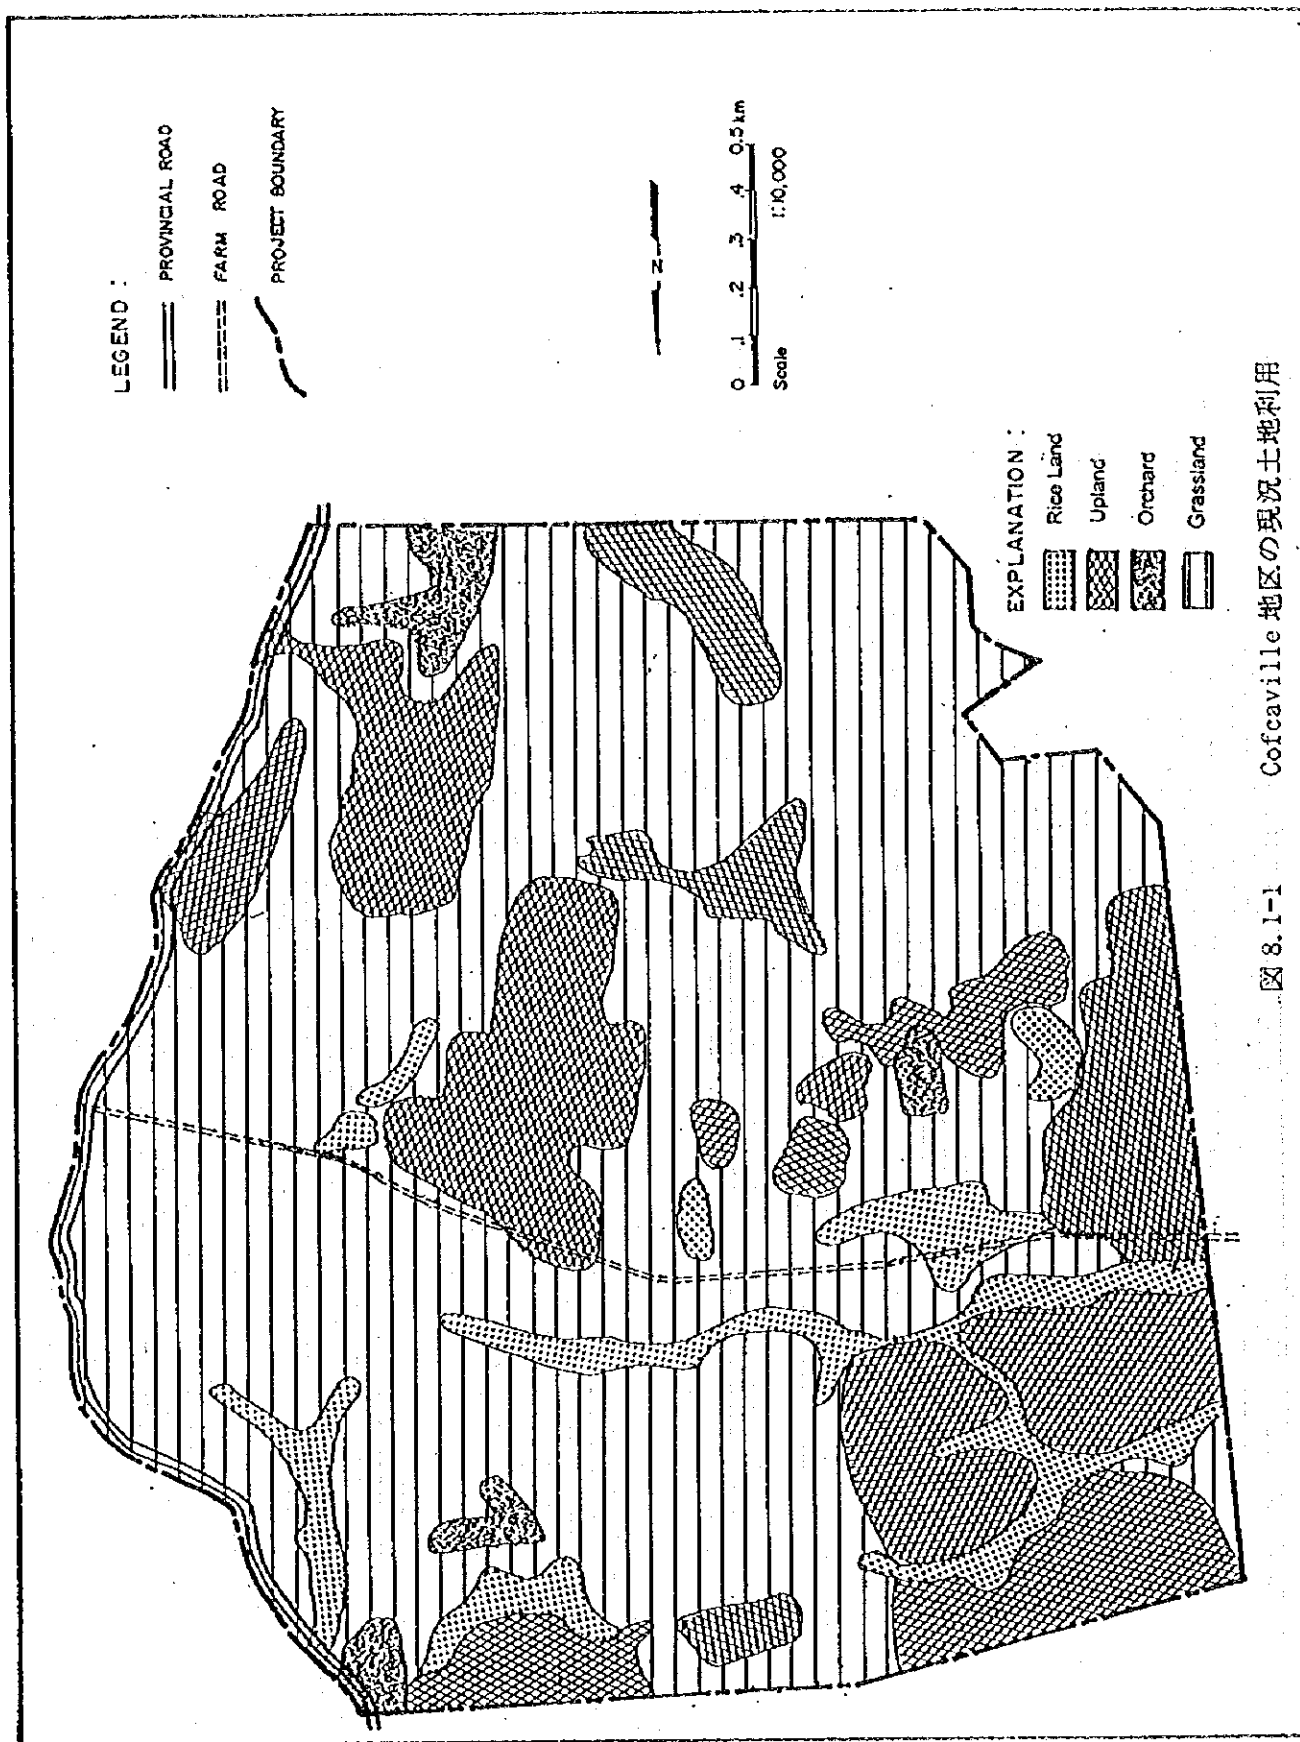 LEGEND :
PROVINCIAL ROAD
FARM ROAD
PROJECT BOUNDARY
N
0 .1 .2 .3 .4 0.5 km
Scale 1:10,000
EXPLANATION :
Rice Land
Upland
Orchard
Grassland
図 8.1-1 Cofcaville 地区の現況土地利用